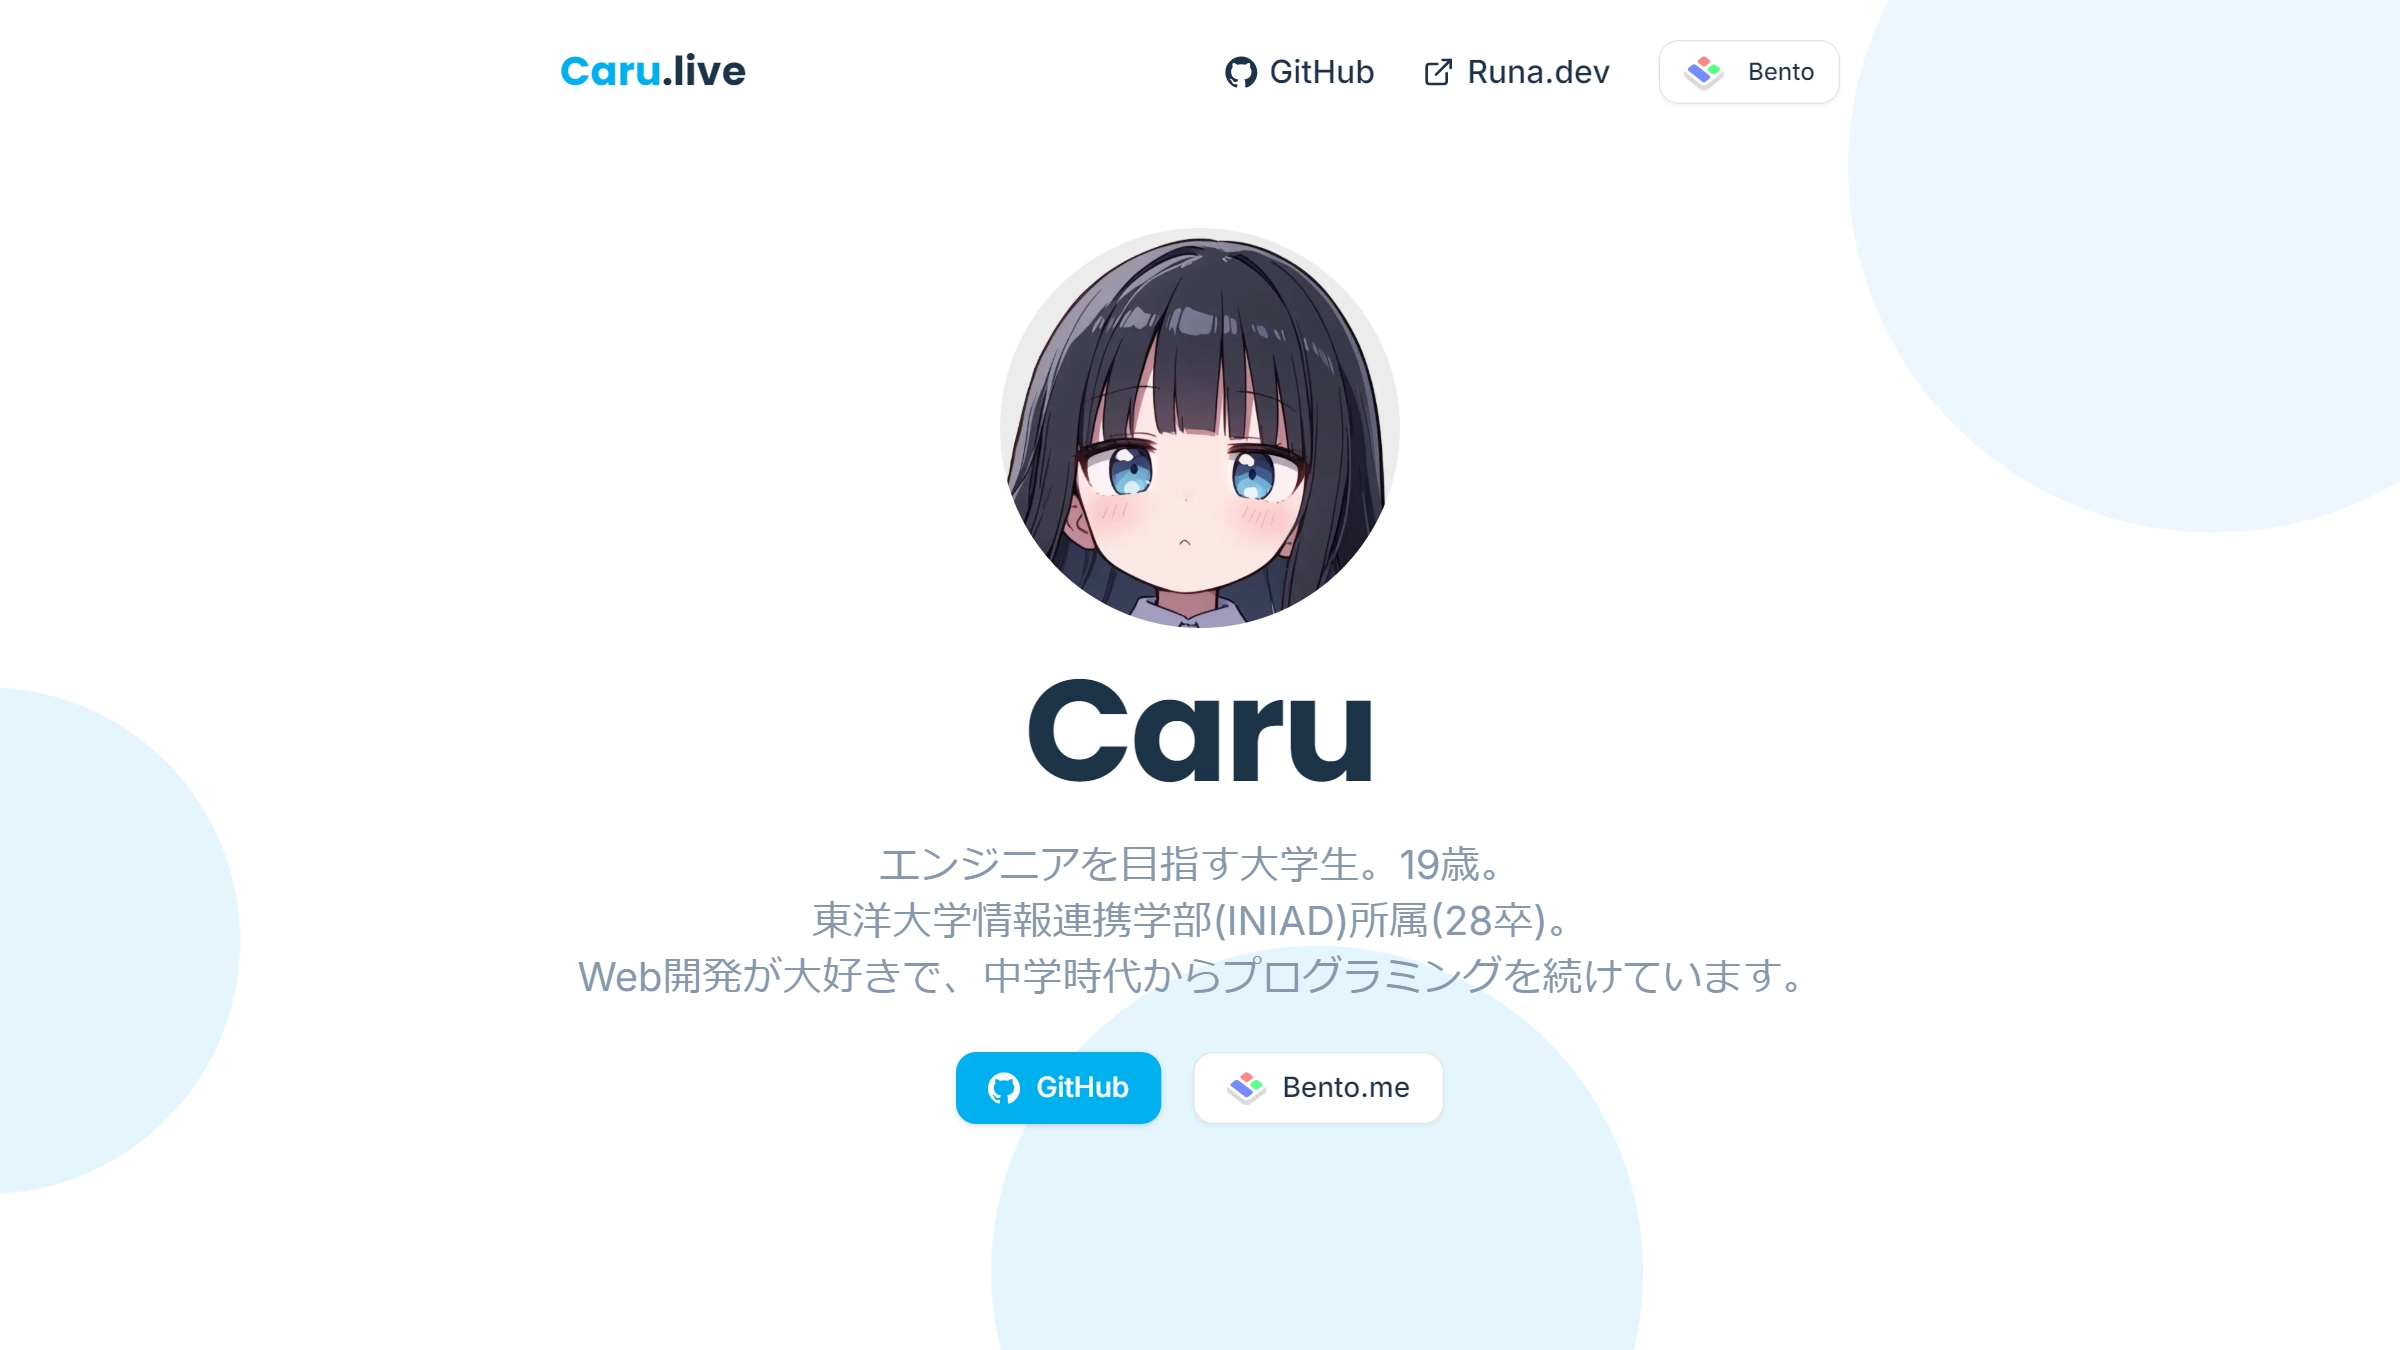 Caru.live
GitHub
Runa.dev
Bento
Caru
エンジニアを目指す大学生。19歳。
東洋大学情報連携学部(INIAD)所属(28卒)。
Web開発が大好きで、中学時代からプログラミングを続けています。
GitHub
Bento.me